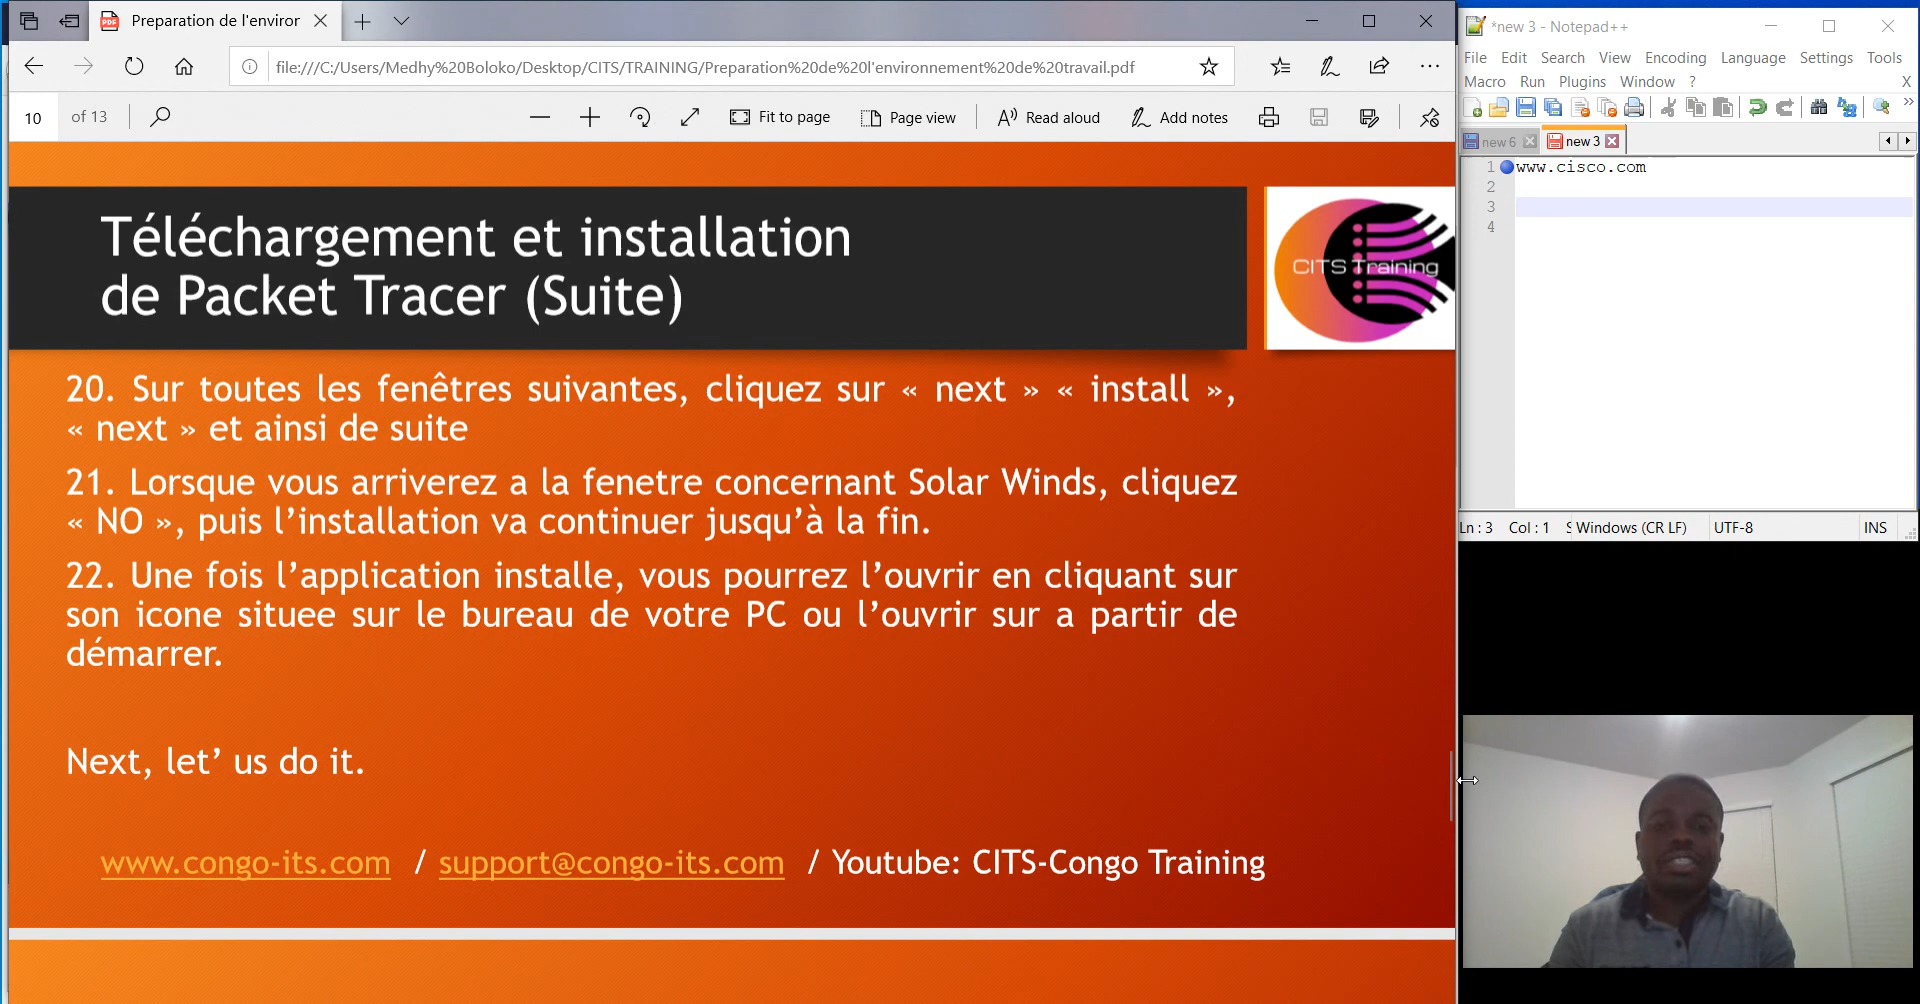 Preparation de l'environ
file:///C:/Users/Medhy%20Boloko/Desktop/CITS/TRAINING/Preparation%20de%20l'environnement%20de%20travail.pdf
10 of 13
Fit to page
Page view
Read aloud
Add notes
Téléchargement et installation
de Packet Tracer (Suite)
CITS Training
20. Sur toutes les fenêtres suivantes, cliquez sur « next » « install »,
« next » et ainsi de suite
21. Lorsque vous arriverez a la fenetre concernant Solar Winds, cliquez
« NO », puis l’installation va continuer jusqu’à la fin.
22. Une fois l’application installe, vous pourrez l’ouvrir en cliquant sur
son icone situee sur le bureau de votre PC ou l’ouvrir sur a partir de
démarrer.
Next, let’ us do it.
www.congo-its.com / support@congo-its.com / Youtube: CITS-Congo Training
*new 3 - Notepad++
File Edit Search View Encoding Language Settings Tools
Macro Run Plugins Window ? X
new 6 new 3
1 www.cisco.com
2
3
4
Ln : 3 Col : 1 S Windows (CR LF) UTF-8 INS